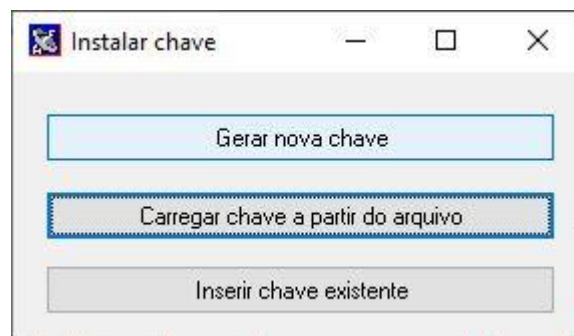 Instalar chave
Gerar nova chave
Carregar chave a partir do arquivo
Inserir chave existente